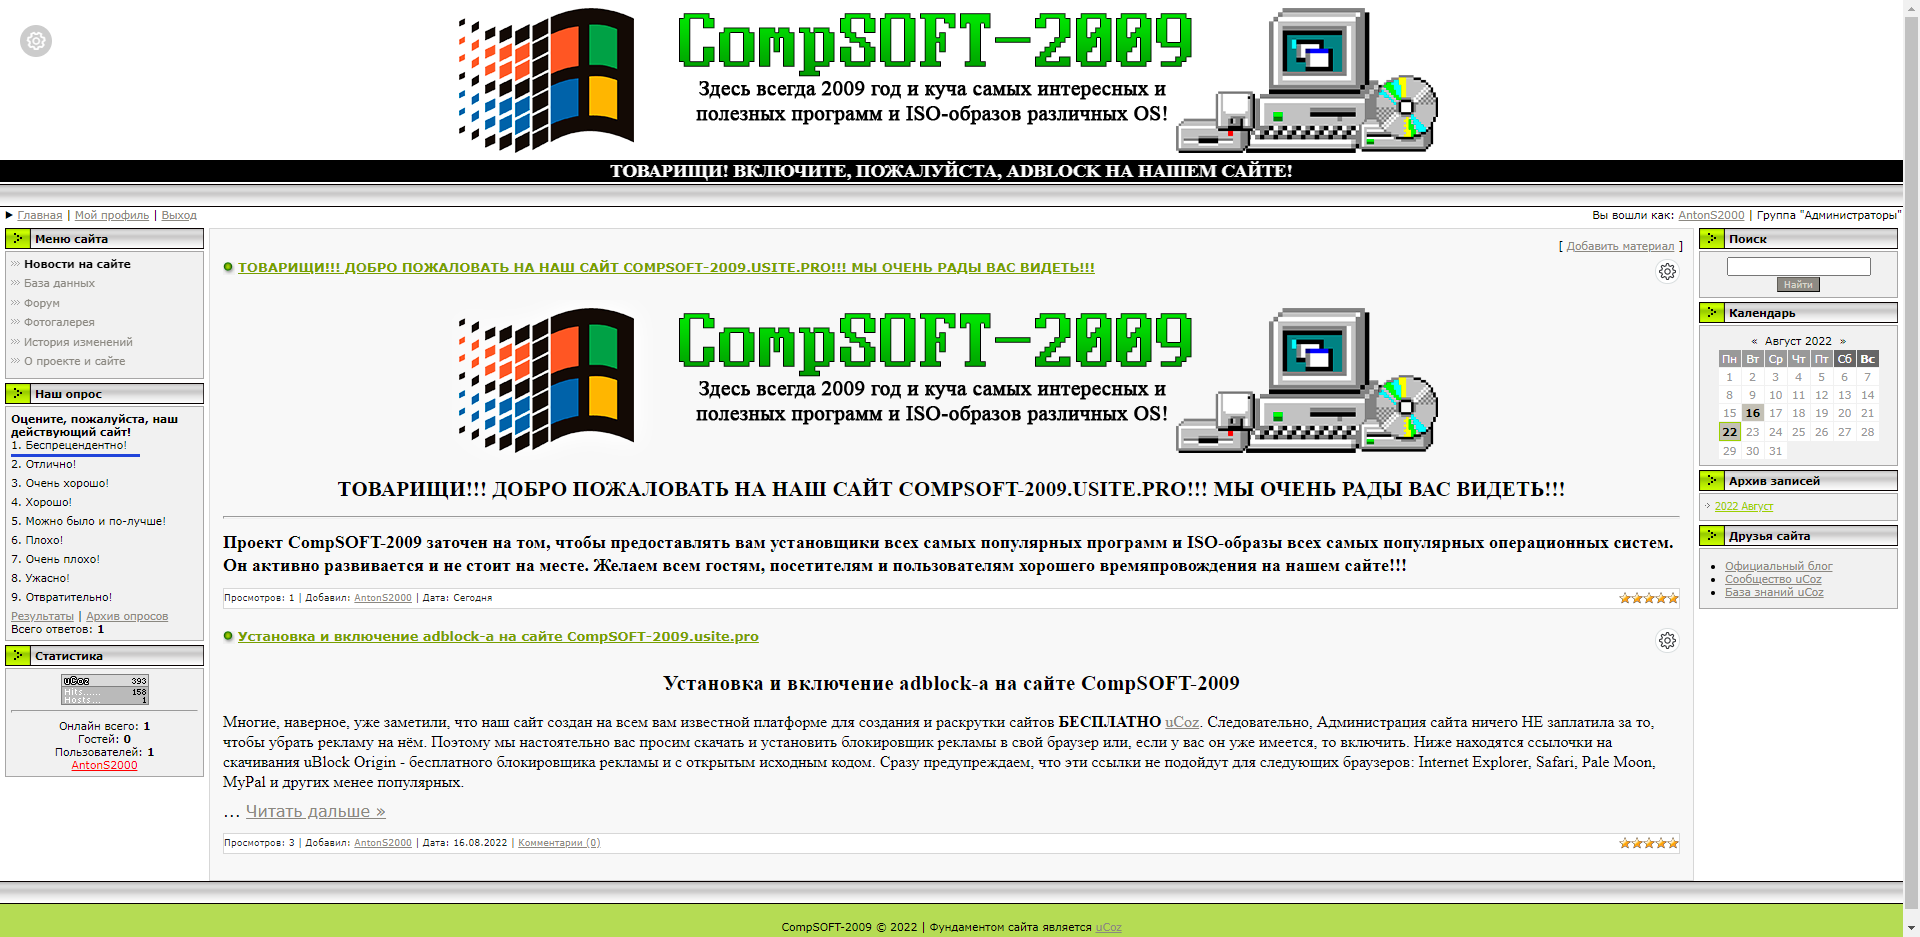 CompSOFT-2009
Здесь всегда 2009 год и куча самых интересных и
полезных программ и ISO-образов различных OS!
ТОВАРИЩИ! ВКЛЮЧИТЕ, ПОЖАЛУЙСТА, ADBLOCK НА НАШЕМ САЙТЕ!
Главная | Мой профиль | Выход
Вы вошли как: AntonS2000 | Группа "Администраторы"
Меню сайта
Новости на сайте
База данных
Форум
Фотогалерея
История изменений
О проекте и сайте
Наш опрос
Оцените, пожалуйста, наш
действующий сайт!
1. Беспрецендентно!
2. Отлично!
3. Очень хорошо!
4. Хорошо!
5. Можно было и по-лучше!
6. Плохо!
7. Очень плохо!
8. Ужасно!
9. Отвратительно!
Результаты | Архив опросов
Всего ответов: 1
Статистика
uCoz 393
Hits...... 158
Hosts... 1
Онлайн всего: 1
Гостей: 0
Пользователей: 1
AntonS2000
[ Добавить материал ]
ТОВАРИЩИ!!! ДОБРО ПОЖАЛОВАТЬ НА НАШ САЙТ COMPSOFT-2009.USITE.PRO!!! МЫ ОЧЕНЬ РАДЫ ВАС ВИДЕТЬ!!!
CompSOFT-2009
Здесь всегда 2009 год и куча самых интересных и
полезных программ и ISO-образов различных OS!
ТОВАРИЩИ!!! ДОБРО ПОЖАЛОВАТЬ НА НАШ САЙТ COMPSOFT-2009.USITE.PRO!!! МЫ ОЧЕНЬ РАДЫ ВАС ВИДЕТЬ!!!
Проект CompSOFT-2009 заточен на том, чтобы предоставлять вам установщики всех самых популярных программ и ISO-образы всех самых популярных операционных систем.
Он активно развивается и не стоит на месте. Желаем всем гостям, посетителям и пользователям хорошего времяпровождения на нашем сайте!!!
Просмотров: 1 | Добавил: AntonS2000 | Дата: Сегодня
Установка и включение adblock-а на сайте CompSOFT-2009.usite.pro
Установка и включение adblock-а на сайте CompSOFT-2009
Многие, наверное, уже заметили, что наш сайт создан на всем вам известной платформе для создания и раскрутки сайтов БЕСПЛАТНО uCoz. Следовательно, Администрация сайта ничего НЕ заплатила за то,
чтобы убрать рекламу на нём. Поэтому мы настоятельно вас просим скачать и установить блокировщик рекламы в свой браузер или, если у вас он уже имеется, то включить. Ниже находятся ссылочки на
скачивания uBlock Origin - бесплатного блокировщика рекламы и с открытым исходным кодом. Сразу предупреждаем, что эти ссылки не подойдут для следующих браузеров: Internet Explorer, Safari, Pale Moon,
MyPal и других менее популярных.
... Читать дальше »
Просмотров: 3 | Добавил: AntonS2000 | Дата: 16.08.2022 | Комментарии (0)
Поиск
Найти
Календарь
« Август 2022 »
Пн Вт Ср Чт Пт Сб Вс
1 2 3 4 5 6 7
8 9 10 11 12 13 14
15 16 17 18 19 20 21
22 23 24 25 26 27 28
29 30 31
Архив записей
2022 Август
Друзья сайта
Официальный блог
Сообщество uCoz
База знаний uCoz
CompSOFT-2009 © 2022 | Фундаментом сайта является uCoz